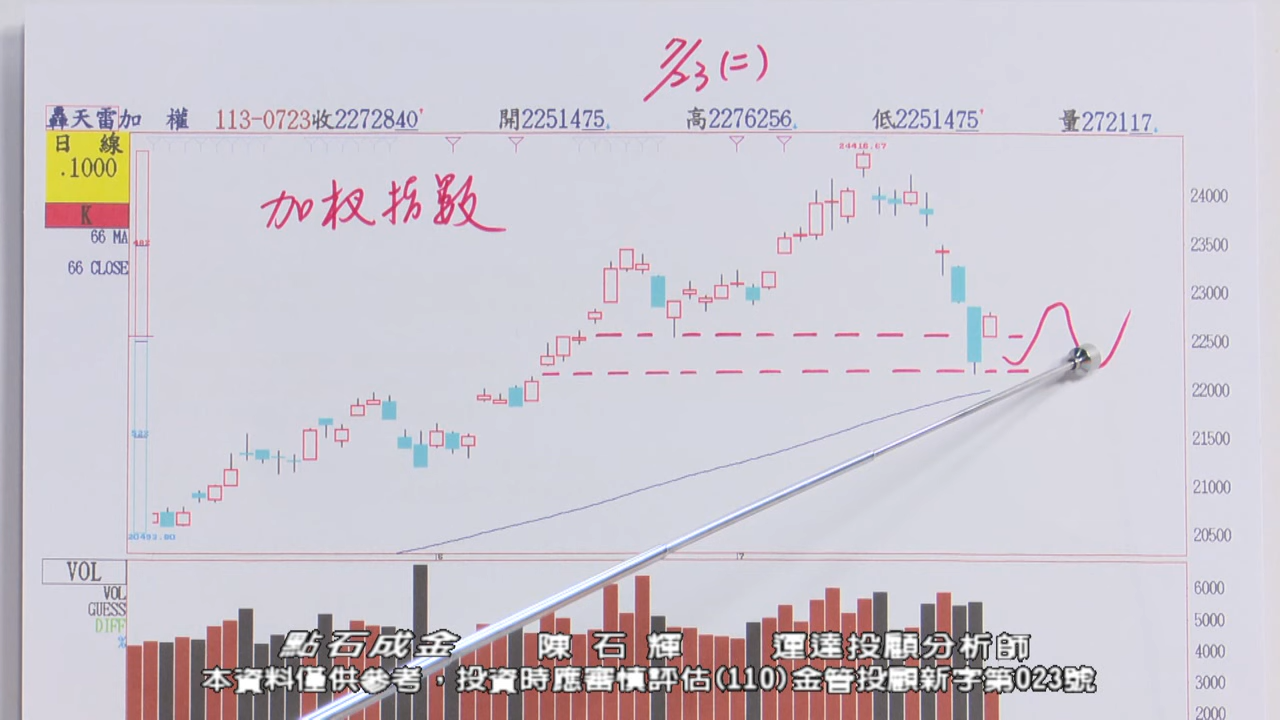 7/23 (二)
轟天雷加 權 113-0723收2272840 開2251475 高2276256 低2251475 量272117
日 線
.1000
K
66 MA
66 CLOSE
加权指數
24416.67
24000
23500
23000
22500
22000
21500
21000
20500
6
7
VOL
VOL
GUESS
DIFF
%
6000
5000
4000
3000
2000
點石成金 陳石輝 運達投顧分析師
本資料僅供參考，投資時應審慎評估(110)金管投顧新字第023號